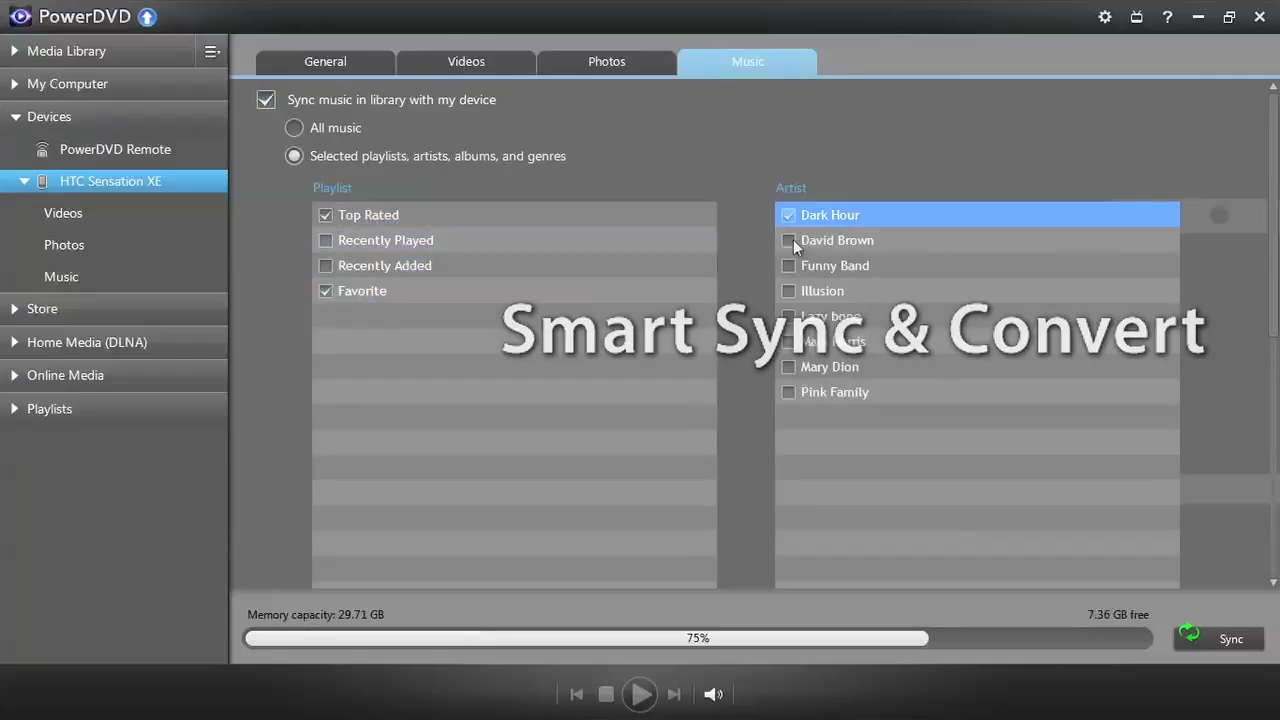 PowerDVD
Media Library
My Computer
Devices
PowerDVD Remote
HTC Sensation XE
Videos
Photos
Music
Store
Home Media (DLNA)
Online Media
Playlists
General
Videos
Photos
Music
Sync music in library with my device
All music
Selected playlists, artists, albums, and genres
Playlist
Top Rated
Recently Played
Recently Added
Favorite
Artist
Dark Hour
David Brown
Funny Band
Illusion
Lazy bone
Mary Dion
Pink Family
Smart Sync & Convert
Memory capacity: 29.71 GB
7.36 GB free
75%
Sync